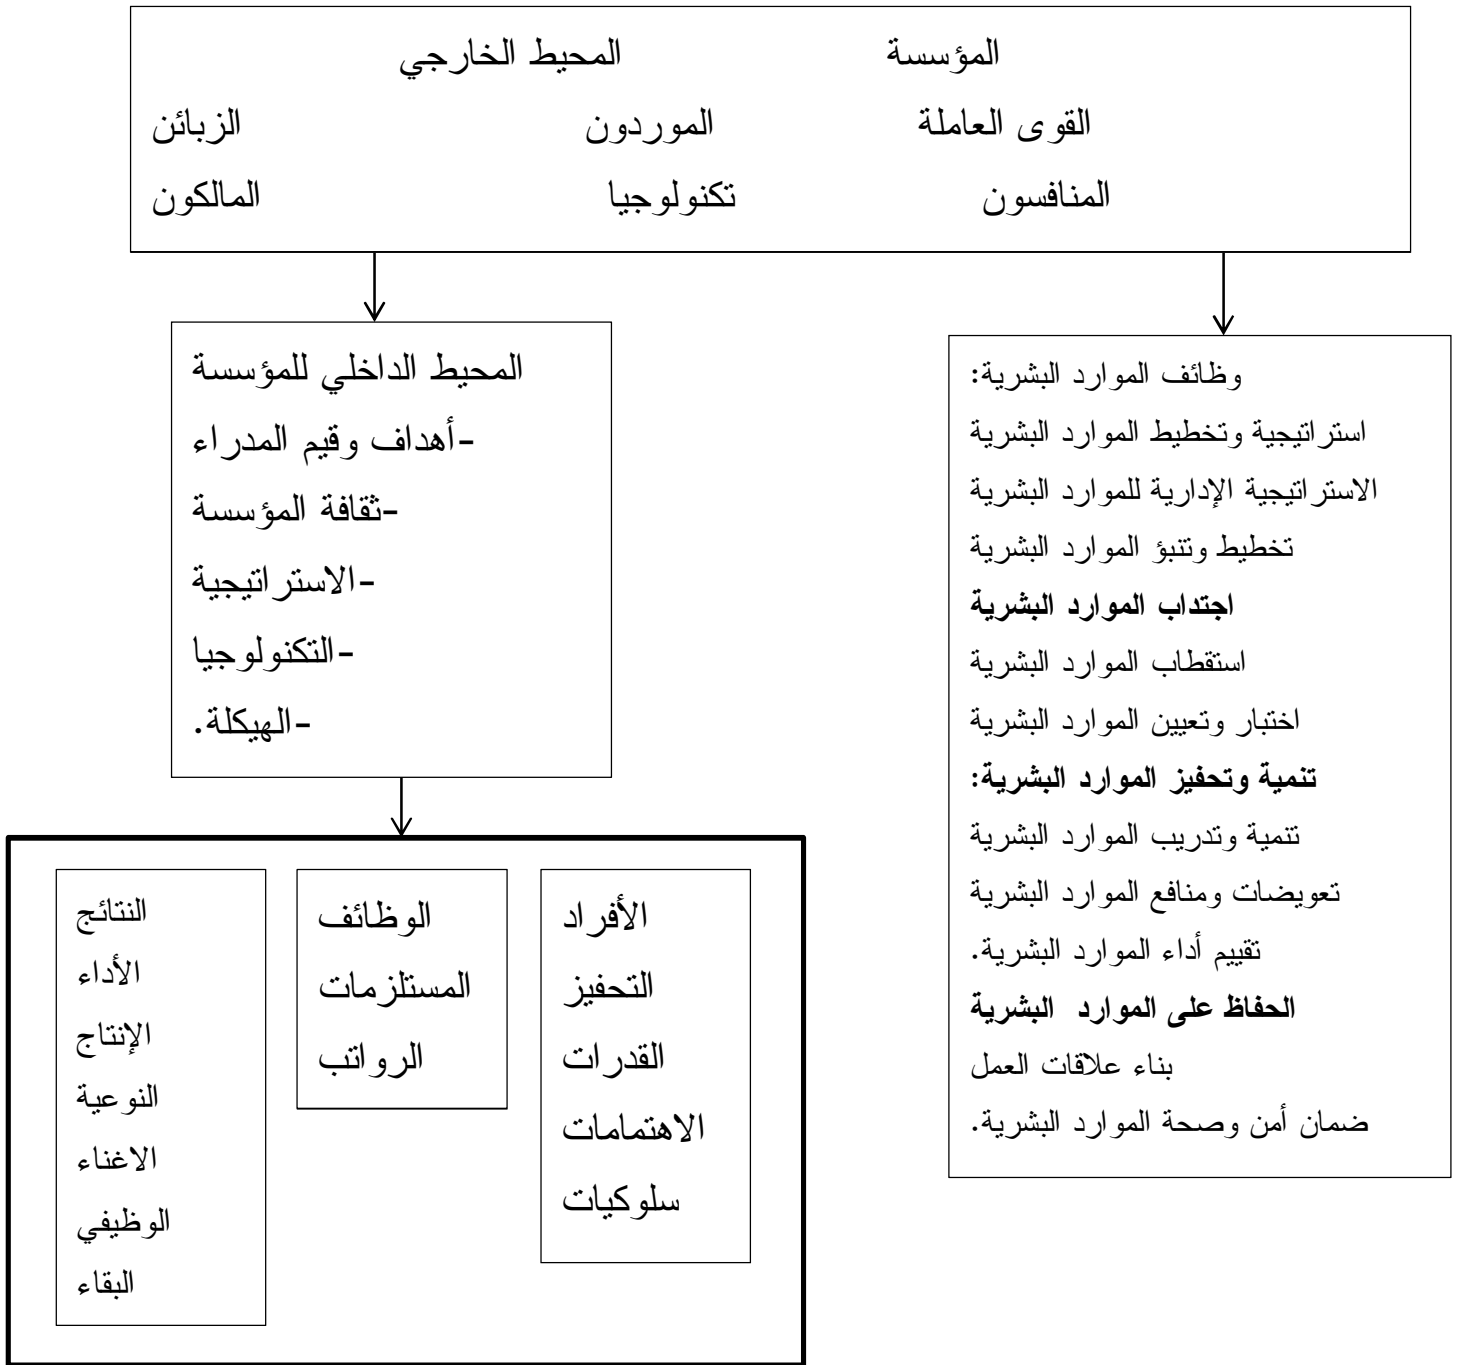 المؤسسة المحيط الخارجي
القوى العاملة الموردون الزبائن
المنافسون تكنولوجيا المالكون
وظائف الموارد البشرية:
استراتيجية وتخطيط الموارد البشرية
الاستراتيجية الإدارية للموارد البشرية
تخطيط وتنبؤ الموارد البشرية
اجتداب الموارد البشرية
استقطاب الموارد البشرية
اختبار وتعيين الموارد البشرية
تنمية وتحفيز الموارد البشرية:
تنمية وتدريب الموارد البشرية
تعويضات ومنافع الموارد البشرية
تقييم أداء الموارد البشرية.
الحفاظ على الموارد البشرية
بناء علاقات العمل
ضمان أمن وصحة الموارد البشرية.
المحيط الداخلي للمؤسسة
-أهداف وقيم المدراء
-ثقافة المؤسسة
-الاستراتيجية
-التكنولوجيا
-الهيكلة.
الأفراد
التحفيز
القدرات
الاهتمامات
سلوكيات
الوظائف
المستلزمات
الرواتب
النتائج
الأداء
الإنتاج
النوعية
الاغناء
الوظيفي
البقاء